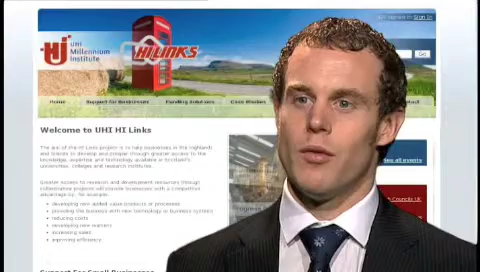 Sign In
UHI
Millennium
Institute
HI LINKS
Go
Home Support for Businesses Funding Solutions Case Studies
Welcome to UHI HI Links
The aim of the HI Links project is to help businesses in the highlands
and islands to develop and prosper through greater access to the
knowledge, expertise and technology available in Scotland's
universities, colleges and research institutes.
Greater access to research and development resources through
collaborative projects will provide businesses with a competitive
advantage by, for example:
developing new added value products or processes
providing the business with new technology or business systems
reducing costs
developing new markets
increasing sales
improving efficiency.
see all events
Councils UK
Support For Small Businesses